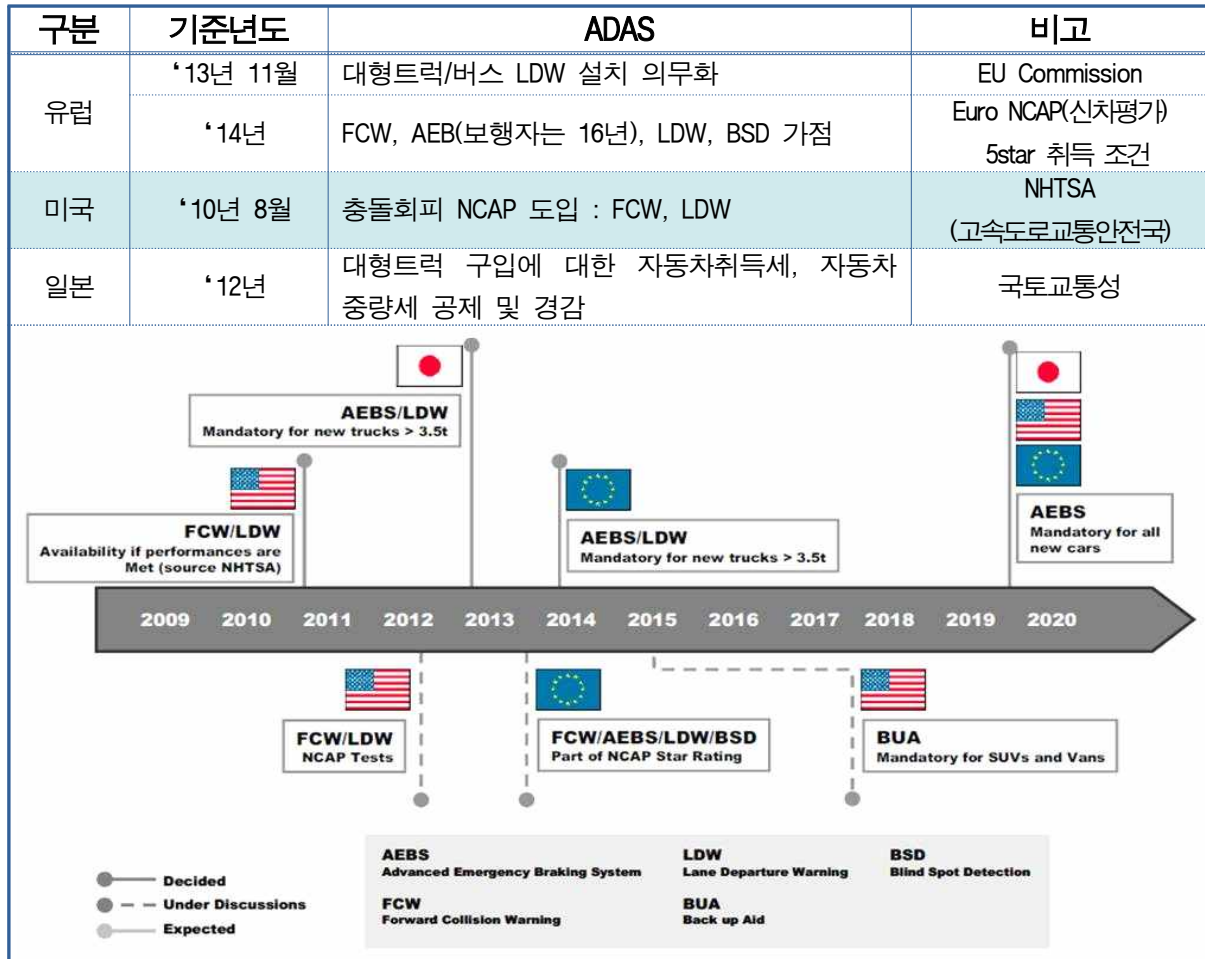 구분 기준년도 ADAS 비고
유럽 ‘13년 11월 대형트럭/버스 LDW 설치 의무화 EU Commission
‘14년 FCW, AEB(보행자는 16년), LDW, BSD 가점 Euro NCAP(신차평가)
5star 취득 조건
미국 ‘10년 8월 충돌회피 NCAP 도입 : FCW, LDW NHTSA
(고속도로교통안전국)
일본 ‘12년 대형트럭 구입에 대한 자동차취득세, 자동차
중량세 공제 및 경감 국토교통성
AEBS/LDW
Mandatory for new trucks > 3.5t
FCW/LDW
Availability if performances are
Met (source NHTSA)
AEBS/LDW
Mandatory for new trucks > 3.5t
AEBS
Mandatory for all
new cars
2009 2010 2011 2012 2013 2014 2015 2016 2017 2018 2019 2020
FCW/LDW
NCAP Tests
FCW/AEBS/LDW/BSD
Part of NCAP Star Rating
BUA
Mandatory for SUVs and Vans
Decided
Under Discussions
Expected
AEBS
Advanced Emergency Braking System
LDW
Lane Departure Warning
BSD
Blind Spot Detection
FCW
Forward Collision Warning
BUA
Back up Aid